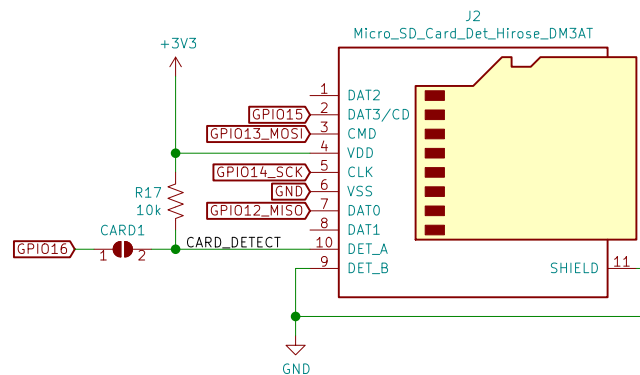 J2
Micro_SD_Card_Det_Hirose_DM3AT
+3V3
1 DAT2
GPIO15 2 DAT3/CD
GPIO13_MOSI 3 CMD
4 VDD
GPIO14_SCK 5 CLK
GND 6 VSS
R17
10k
GPIO12_MISO 7 DAT0
CARD1
8 DAT1
GPIO16 1 2 CARD_DETECT 10 DET_A
9 DET_B
SHIELD 11
GND